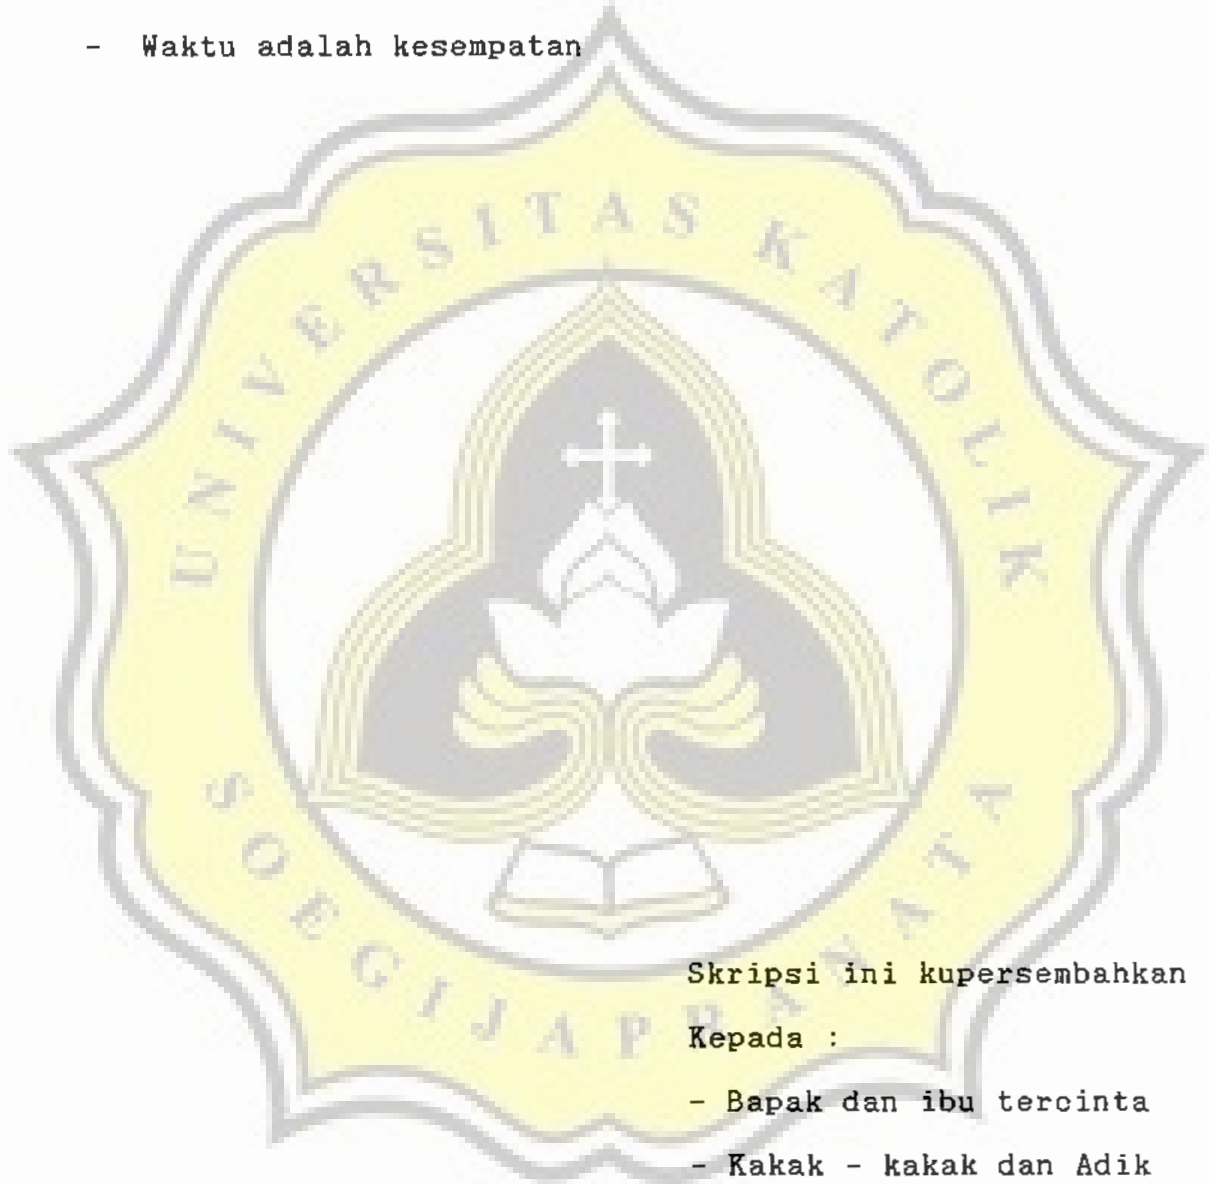 - Waktu adalah kesempatan
UNIVERSITAS KATOLIK
SOEGIJAPRANATA
Skripsi ini kupersembahkan
Kepada :
- Bapak dan ibu tercinta
- Kakak - kakak dan Adik